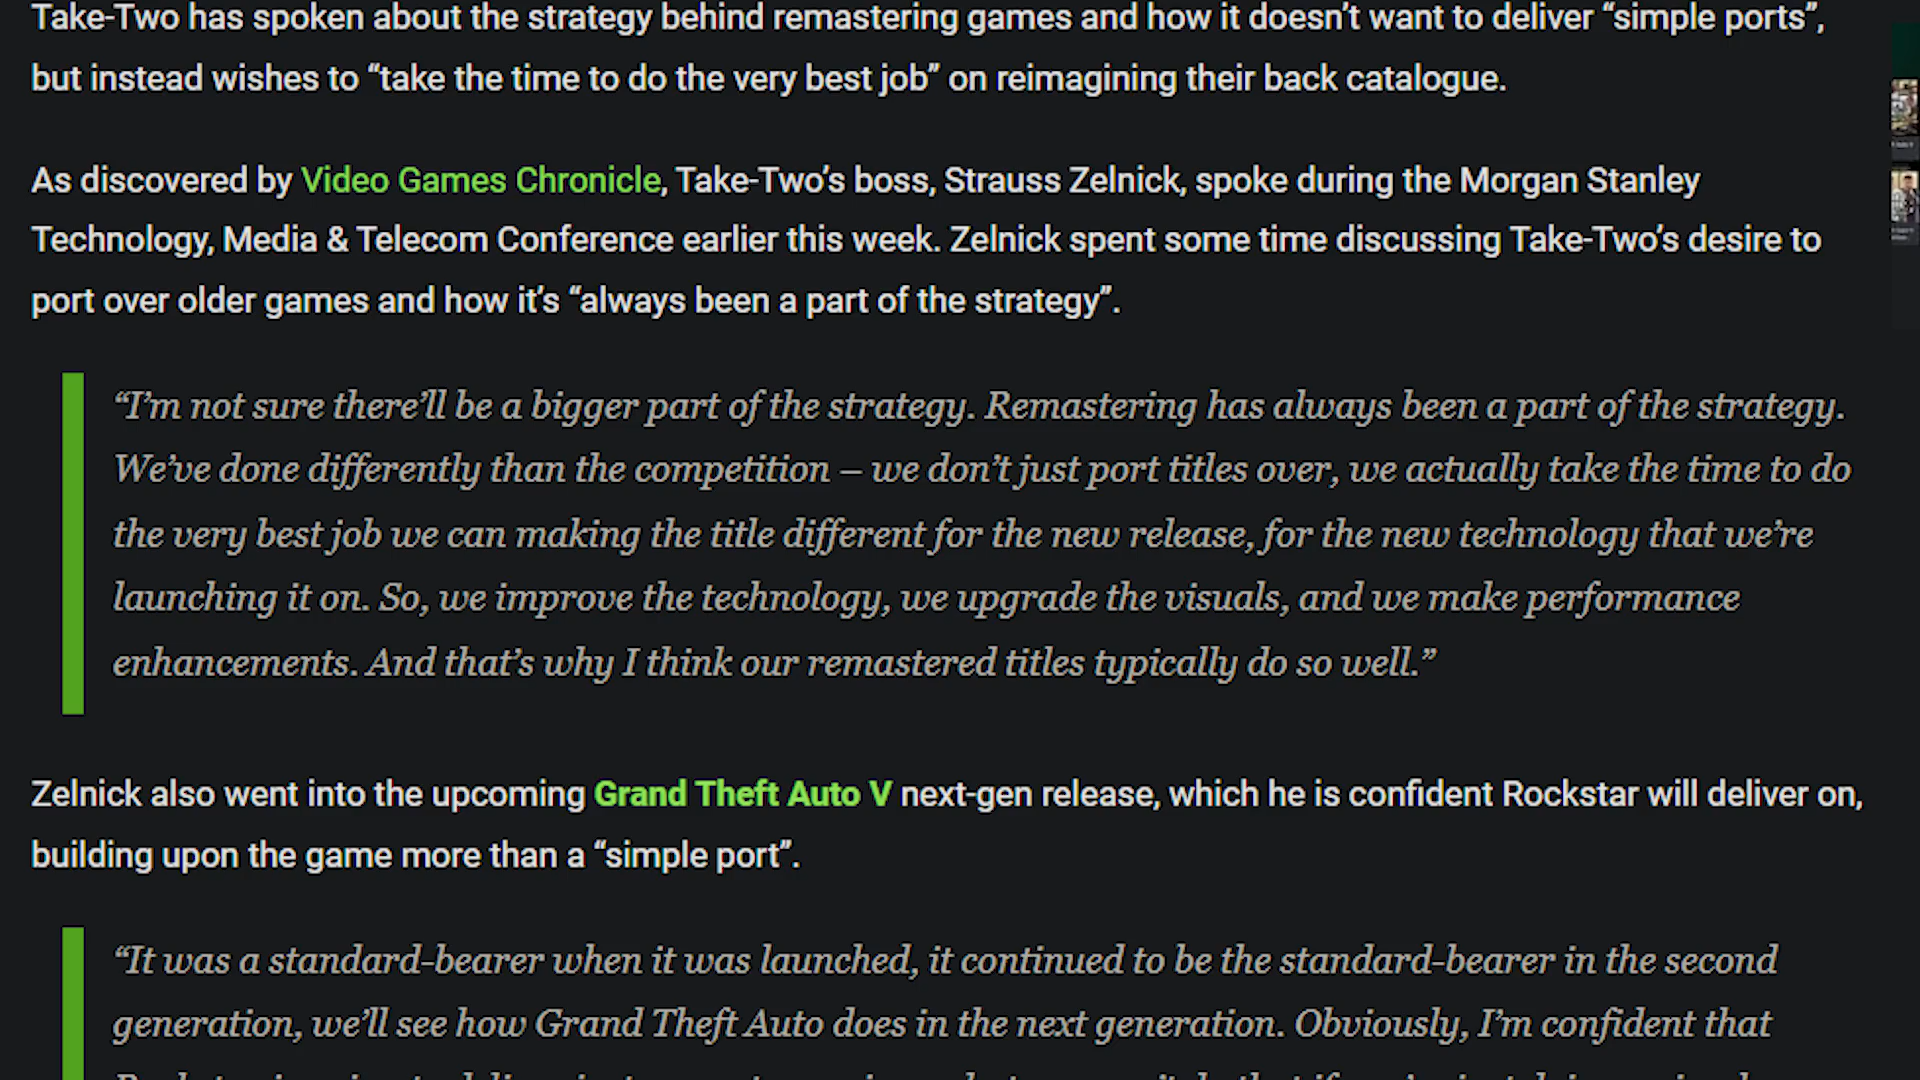 Take-Two has spoken about the strategy behind remastering games and how it doesn’t want to deliver “simple ports”,
but instead wishes to “take the time to do the very best job” on reimagining their back catalogue.
As discovered by Video Games Chronicle, Take-Two’s boss, Strauss Zelnick, spoke during the Morgan Stanley
Technology, Media & Telecom Conference earlier this week. Zelnick spent some time discussing Take-Two’s desire to
port over older games and how it’s “always been a part of the strategy”.
“I’m not sure there’ll be a bigger part of the strategy. Remastering has always been a part of the strategy.
We’ve done differently than the competition – we don’t just port titles over, we actually take the time to do
the very best job we can making the title different for the new release, for the new technology that we’re
launching it on. So, we improve the technology, we upgrade the visuals, and we make performance
enhancements. And that’s why I think our remastered titles typically do so well.”
Zelnick also went into the upcoming Grand Theft Auto V next-gen release, which he is confident Rockstar will deliver on,
building upon the game more than a “simple port”.
“It was a standard-bearer when it was launched, it continued to be the standard-bearer in the second
generation, we’ll see how Grand Theft Auto does in the next generation. Obviously, I’m confident that